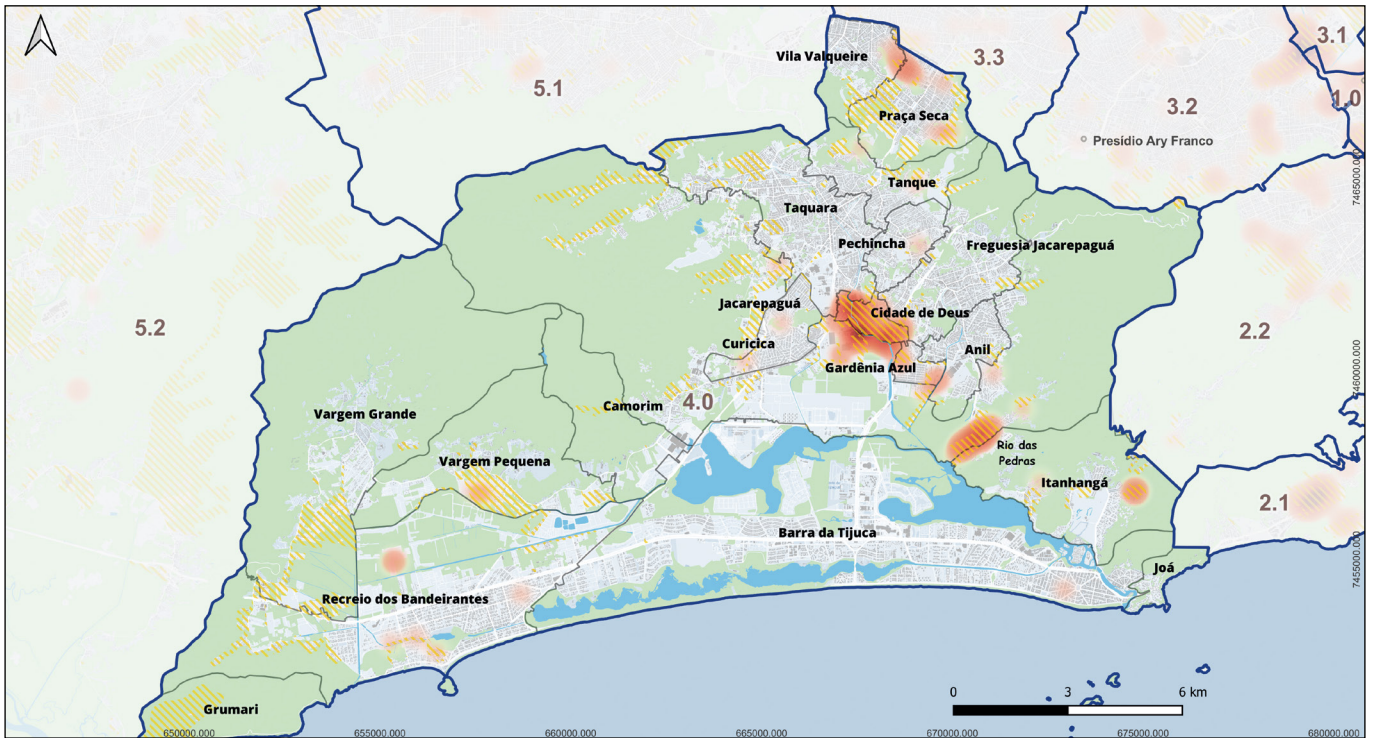 3.1
Vila Valqueire
3.3
5.1
1.0
3.2
Praça Seca
Presídio Ary Franco
7465000.000
Tanque
Taquara
Pechincha
Freguesia Jacarepaguá
Jacarepaguá
Cidade de Deus
5.2
2.2
Curicica
Anil
Gardênia Azul
7460000.000
4.0
Camorim
Vargem Grande
Rio das
Pedras
Vargem Pequena
Itanhangá
2.1
Barra da Tijuca
7455000.000
Joá
Recreio dos Bandeirantes
0 3 6 km
Grumari
650000.000 655000.000 660000.000 665000.000 670000.000 675000.000 680000.000